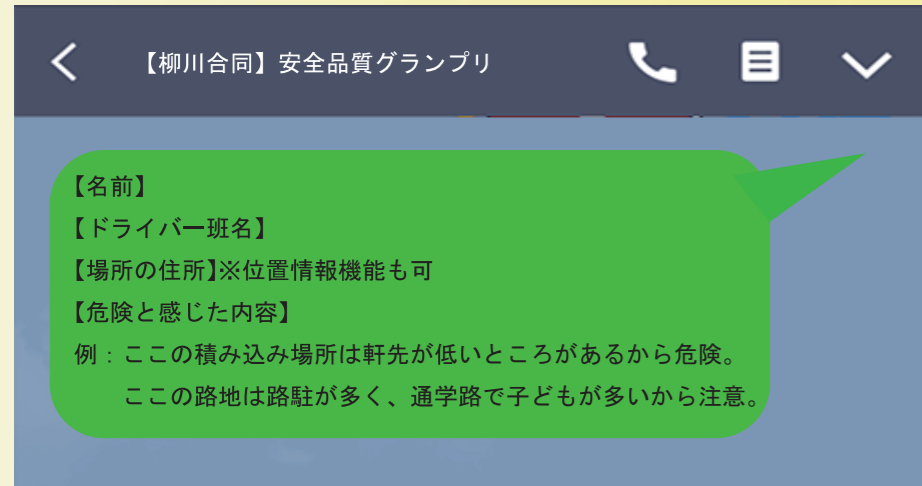 【柳川合同】安全品質グランプリ
【名前】
【ドライバー班名】
【場所の住所】※位置情報機能も可
【危険と感じた内容】
例：ここの積み込み場所は軒先が低いところがあるから危険。
ここの路地は路駐が多く、通学路で子どもが多いから注意。